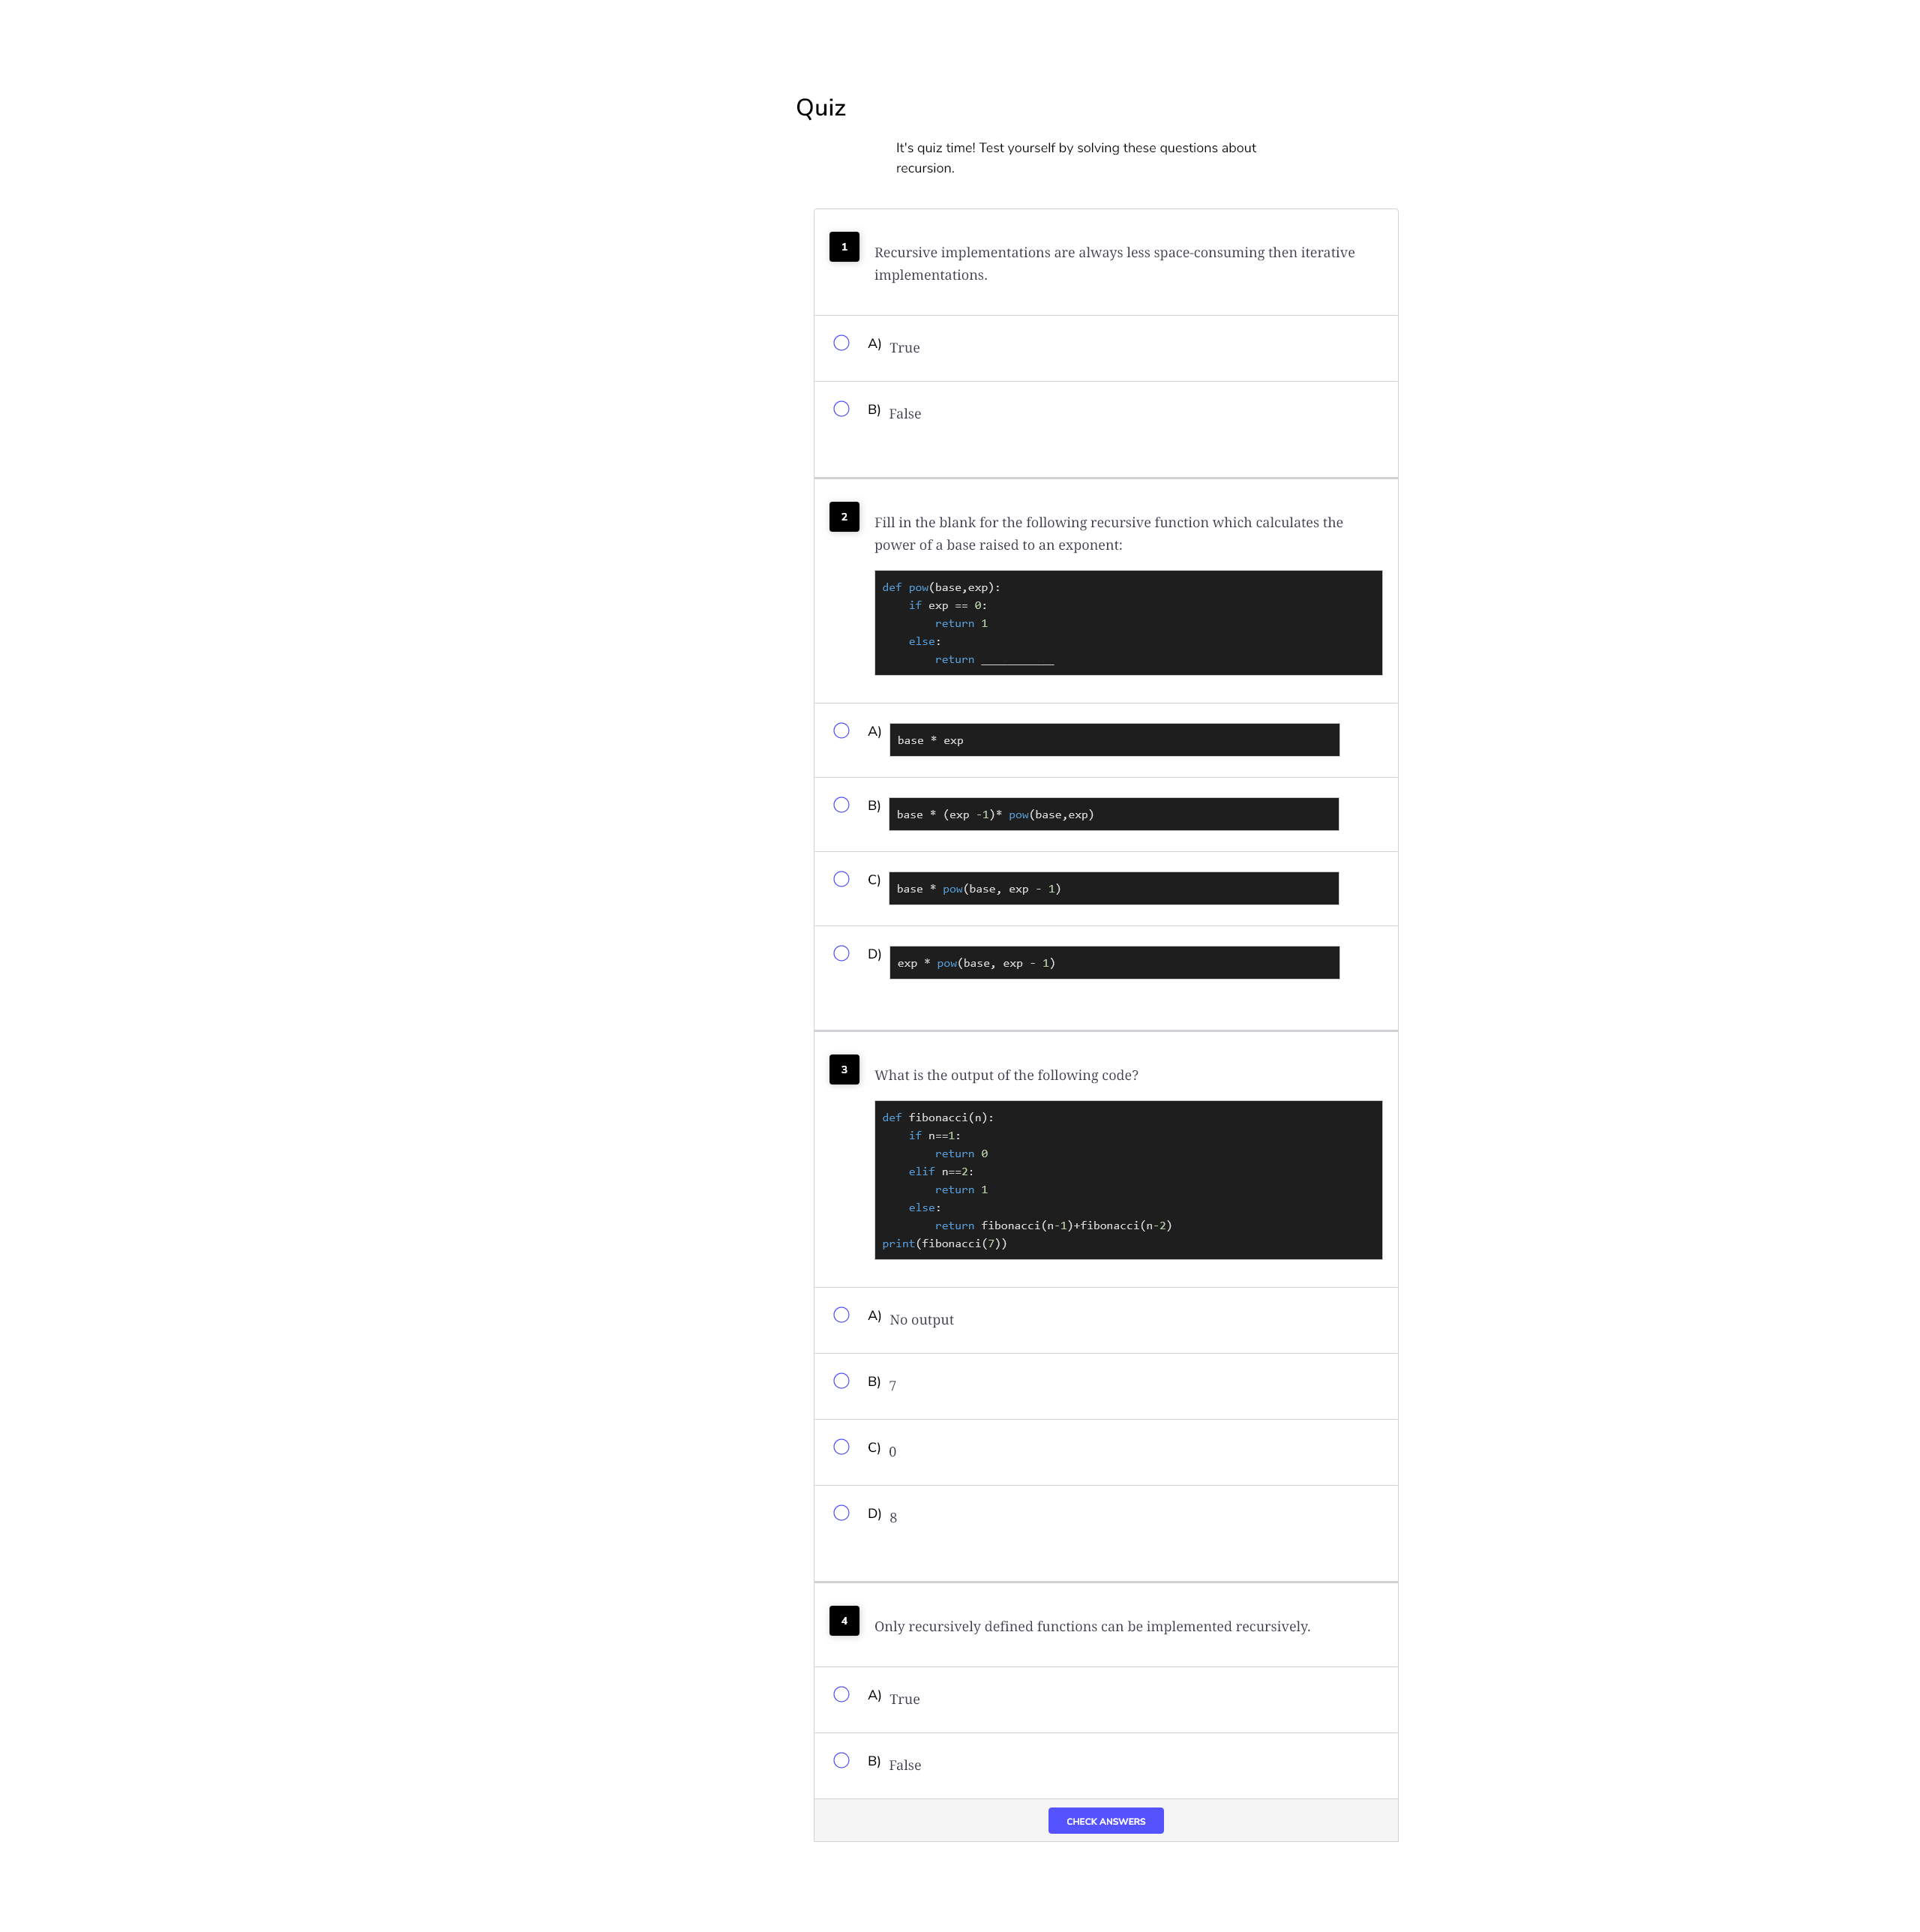 Quiz
It's quiz time! Test yourself by solving these questions about
recursion.
1
Recursive implementations are always less space-consuming then iterative
implementations.
A) True
B) False
2
Fill in the blank for the following recursive function which calculates the
power of a base raised to an exponent:
def pow(base,exp):
    if exp == 0:
        return 1
    else:
        return ___________
A) base * exp
B) base * (exp -1)* pow(base,exp)
C) base * pow(base, exp - 1)
D) exp * pow(base, exp - 1)
3
What is the output of the following code?
def fibonacci(n):
    if n==1:
        return 0
    elif n==2:
        return 1
    else:
        return fibonacci(n-1)+fibonacci(n-2)
print(fibonacci(7))
A) No output
B) 7
C) 0
D) 8
4
Only recursively defined functions can be implemented recursively.
A) True
B) False
CHECK ANSWERS